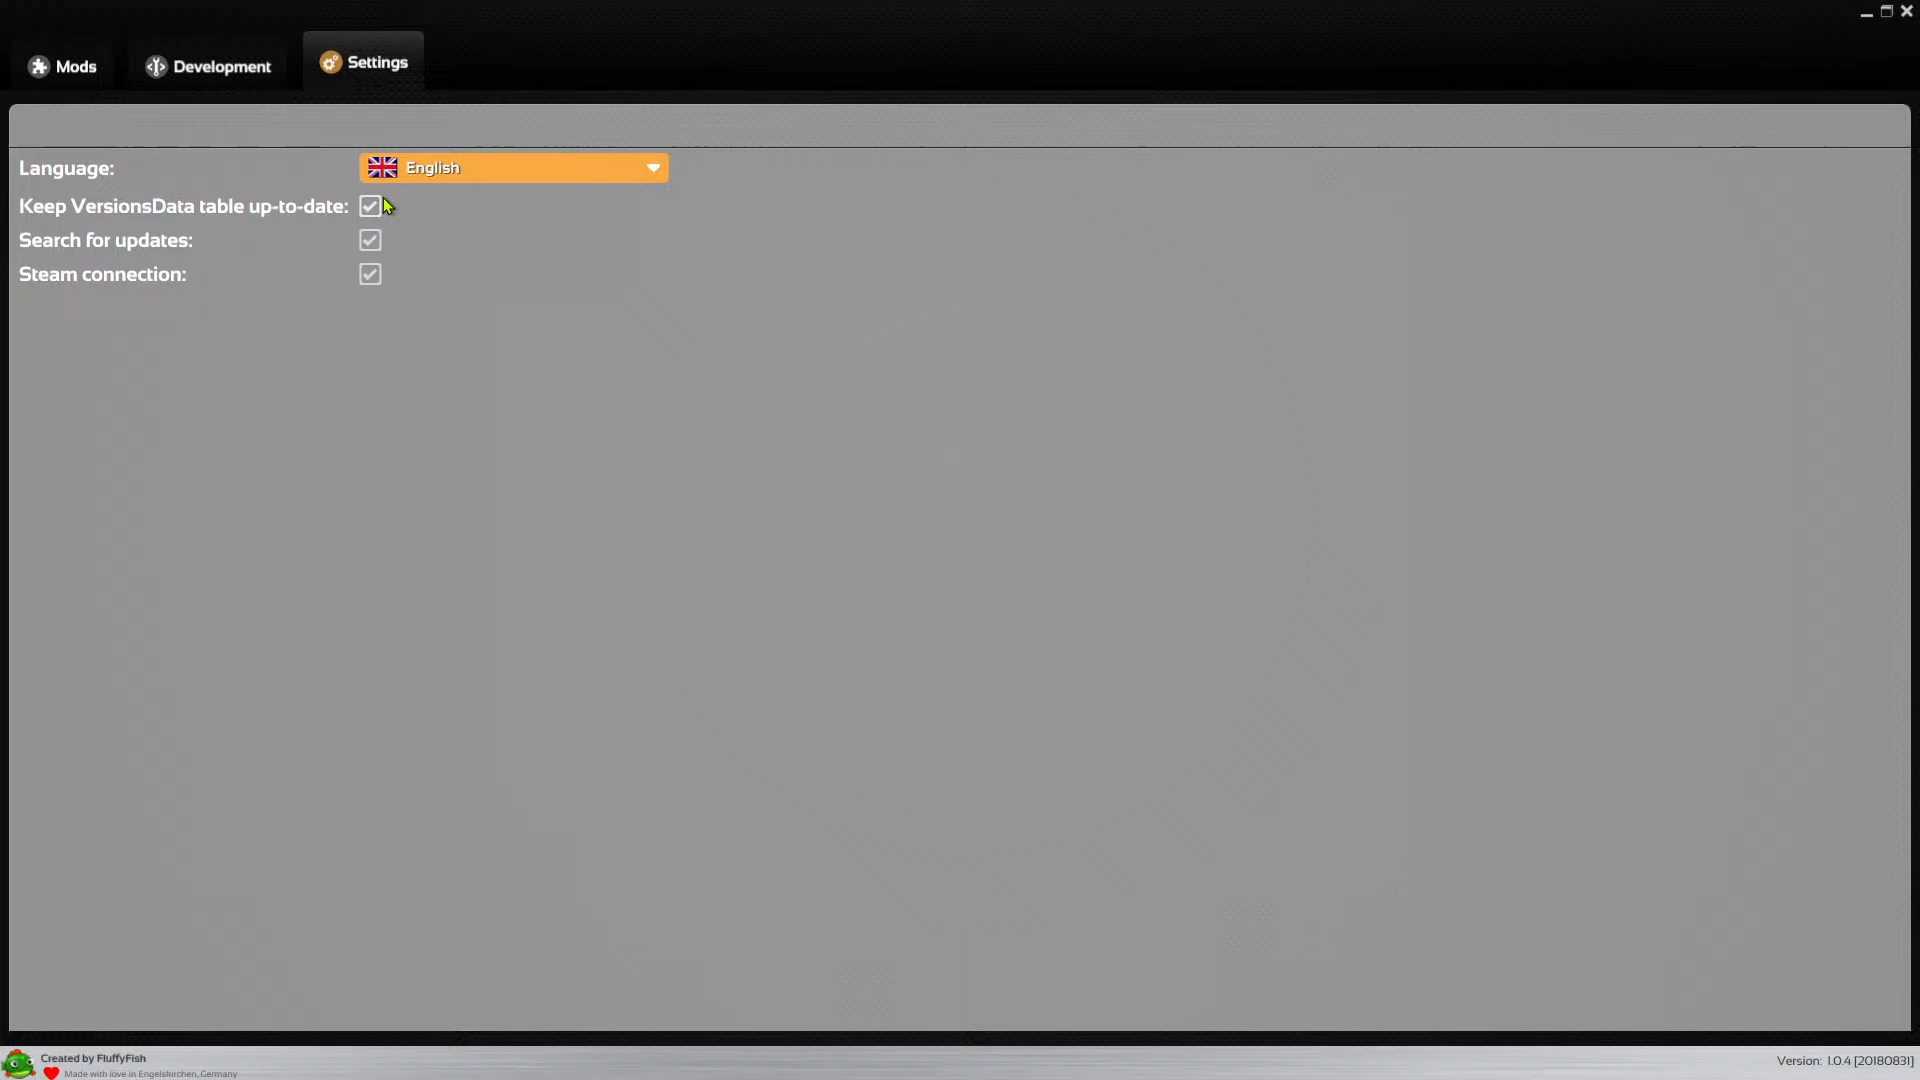 Mods
Development
Settings
Language:
English
Keep VersionsData table up-to-date:
Search for updates:
Steam connection:
Created by FluffyFish
Made with love in Engelskirchen, Germany
Version: 1.0.4 [20180831]